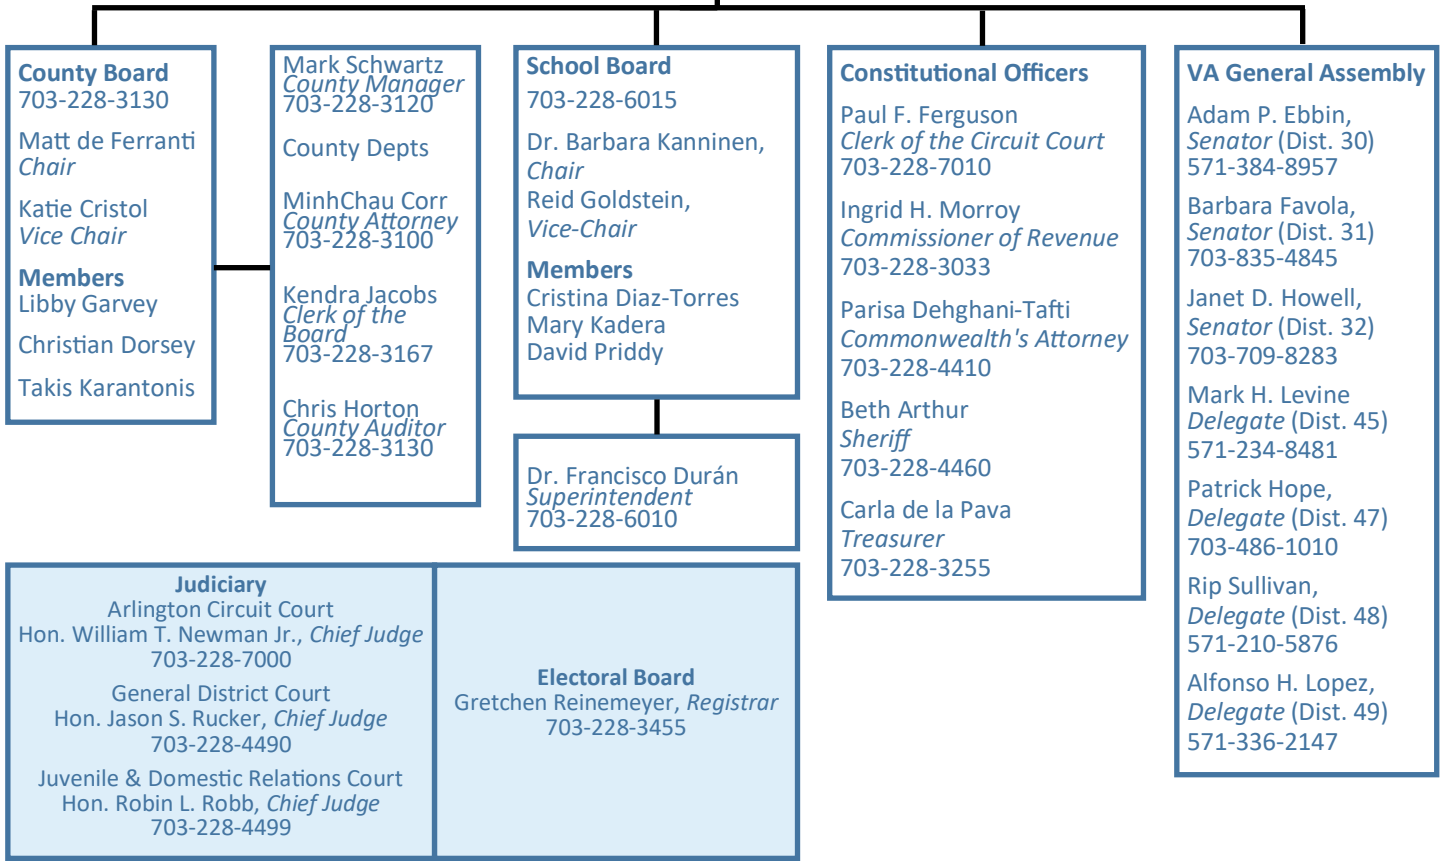 County Board
703-228-3130
Matt de Ferranti
Chair
Katie Cristol
Vice Chair
Members
Libby Garvey
Christian Dorsey
Takis Karantonis
Mark Schwartz
County Manager
703-228-3120
County Depts
MinhChau Corr
County Attorney
703-228-3100
Kendra Jacobs
Clerk of the
Board
703-228-3167
Chris Horton
County Auditor
703-228-3130
School Board
703-228-6015
Dr. Barbara Kanninen,
Chair
Reid Goldstein,
Vice-Chair
Members
Cristina Diaz-Torres
Mary Kadera
David Priddy
Dr. Francisco Durán
Superintendent
703-228-6010
Constitutional Officers
Paul F. Ferguson
Clerk of the Circuit Court
703-228-7010
Ingrid H. Morroy
Commissioner of Revenue
703-228-3033
Parisa Dehghani-Tafti
Commonwealth's Attorney
703-228-4410
Beth Arthur
Sheriff
703-228-4460
Carla de la Pava
Treasurer
703-228-3255
VA General Assembly
Adam P. Ebbin,
Senator (Dist. 30)
571-384-8957
Barbara Favola,
Senator (Dist. 31)
703-835-4845
Janet D. Howell,
Senator (Dist. 32)
703-709-8283
Mark H. Levine
Delegate (Dist. 45)
571-234-8481
Patrick Hope,
Delegate (Dist. 47)
703-486-1010
Rip Sullivan,
Delegate (Dist. 48)
571-210-5876
Alfonso H. Lopez,
Delegate (Dist. 49)
571-336-2147
Judiciary
Arlington Circuit Court
Hon. William T. Newman Jr., Chief Judge
703-228-7000
General District Court
Hon. Jason S. Rucker, Chief Judge
703-228-4490
Juvenile & Domestic Relations Court
Hon. Robin L. Robb, Chief Judge
703-228-4499
Electoral Board
Gretchen Reinemeyer, Registrar
703-228-3455